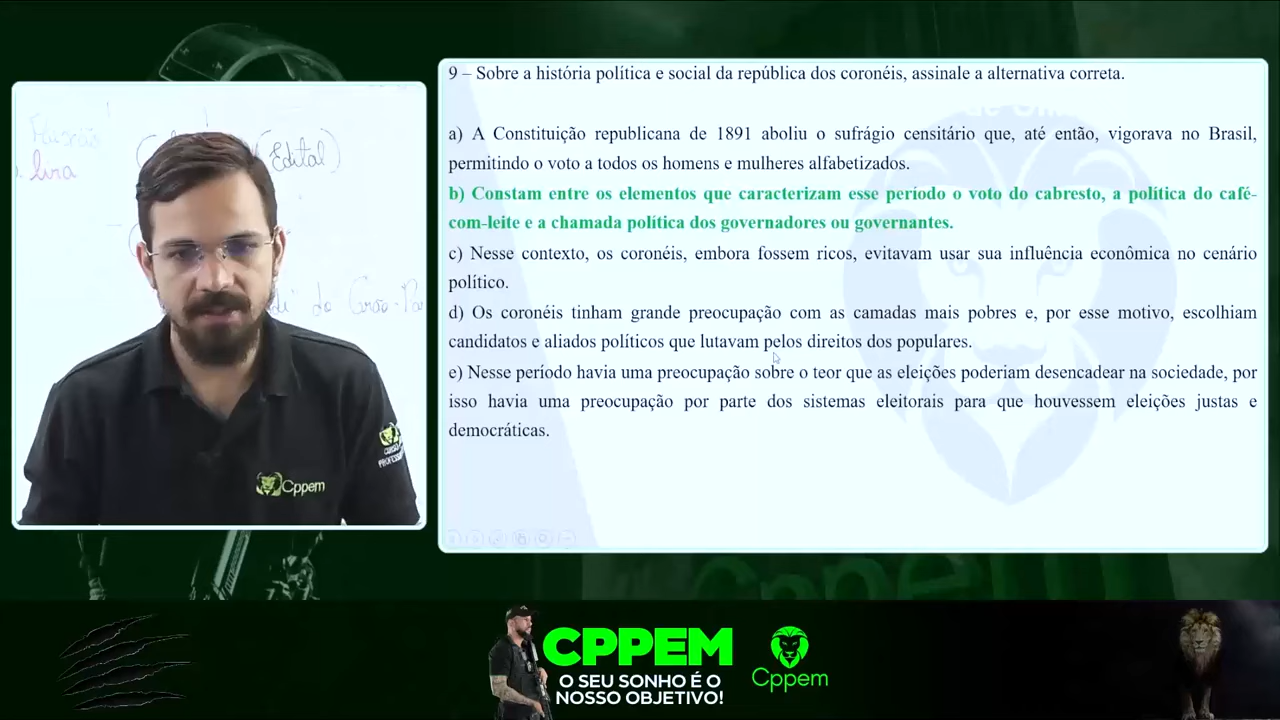 9 – Sobre a história política e social da república dos coronéis, assinale a alternativa correta.
a) A Constituição republicana de 1891 aboliu o sufrágio censitário que, até então, vigorava no Brasil,
permitindo o voto a todos os homens e mulheres alfabetizados.
b) Constam entre os elementos que caracterizam esse período o voto do cabresto, a política do café-
com-leite e a chamada política dos governadores ou governantes.
c) Nesse contexto, os coronéis, embora fossem ricos, evitavam usar sua influência econômica no cenário
político.
d) Os coronéis tinham grande preocupação com as camadas mais pobres e, por esse motivo, escolhiam
candidatos e aliados políticos que lutavam pelos direitos dos populares.
e) Nesse período havia uma preocupação sobre o teor que as eleições poderiam desencadear na sociedade, por
isso havia uma preocupação por parte dos sistemas eleitorais para que houvessem eleições justas e
democráticas.
Edital)
lira
do Grão-Pa
Cppem
CPPEM
O SEU SONHO É O
NOSSO OBJETIVO!
Cppem